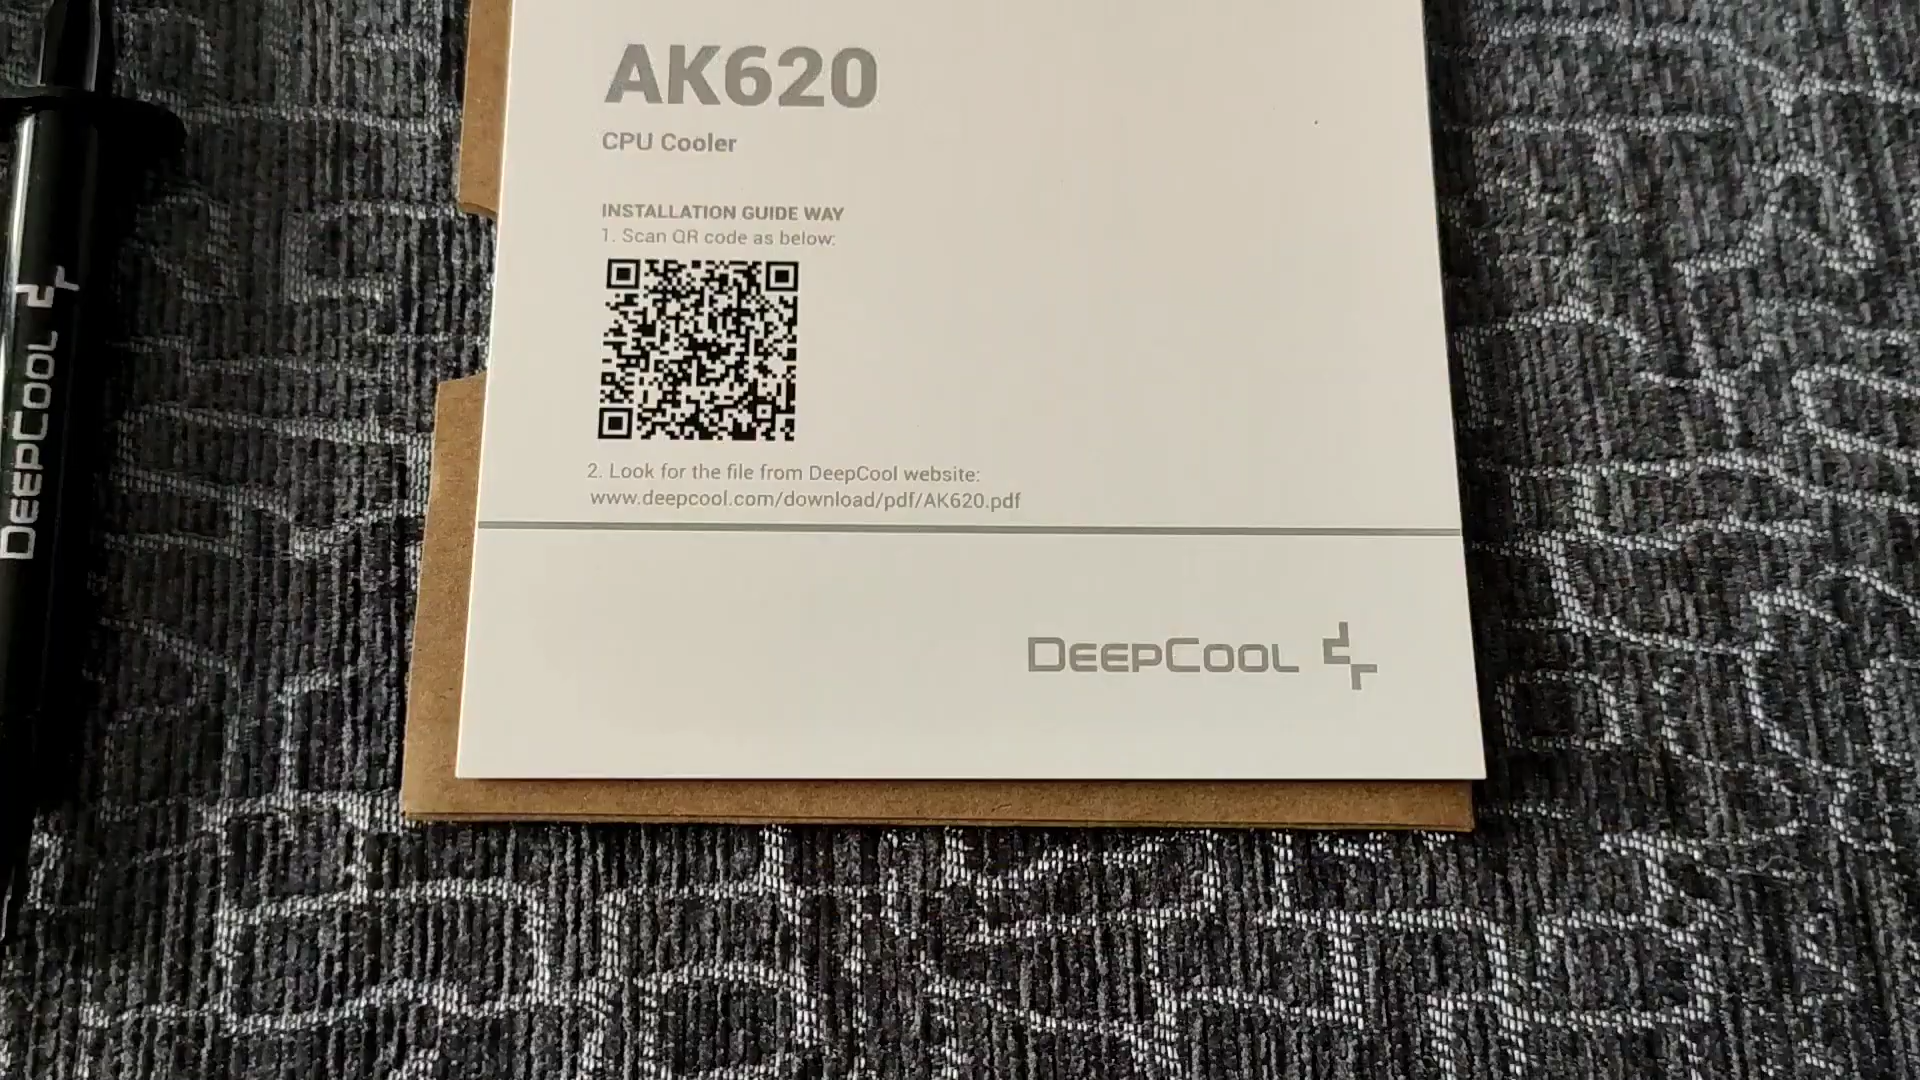 AK620
CPU Cooler
INSTALLATION GUIDE WAY
1. Scan QR code as below:
2. Look for the file from DeepCool website:
www.deepcool.com/download/pdf/AK620.pdf
DEEPCOOL
DEEPCOOL